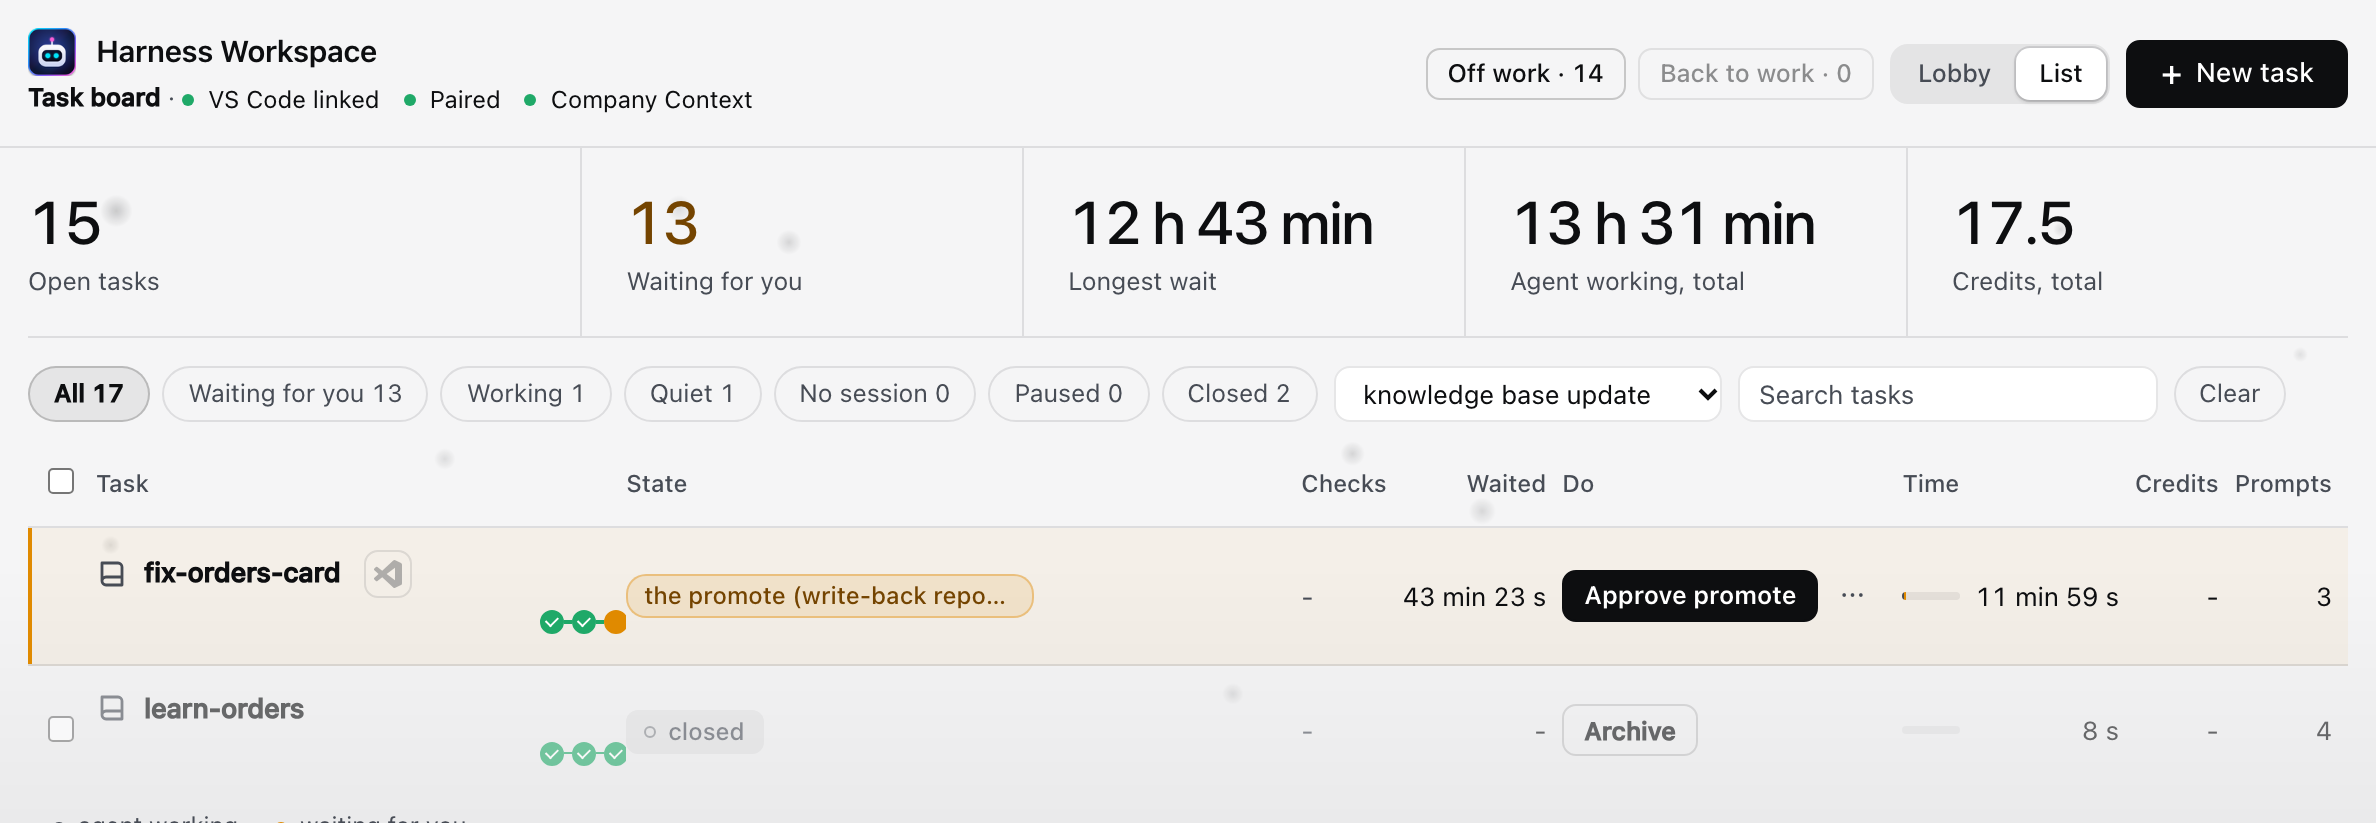 Harness Workspace
Task board · VS Code linked Paired Company Context
Off work · 14 Back to work · 0 Lobby List + New task
15 13 12 h 43 min 13 h 31 min 17.5
Open tasks Waiting for you Longest wait Agent working, total Credits, total
All 17 Waiting for you 13 Working 1 Quiet 1 No session 0 Paused 0 Closed 2 knowledge base update Search tasks Clear
Task State Checks Waited Do Time Credits Prompts
fix-orders-card the promote (write-back repo... - 43 min 23 s Approve promote ··· 11 min 59 s - 3
learn-orders closed - - Archive 8 s - 4
agent working waiting for you